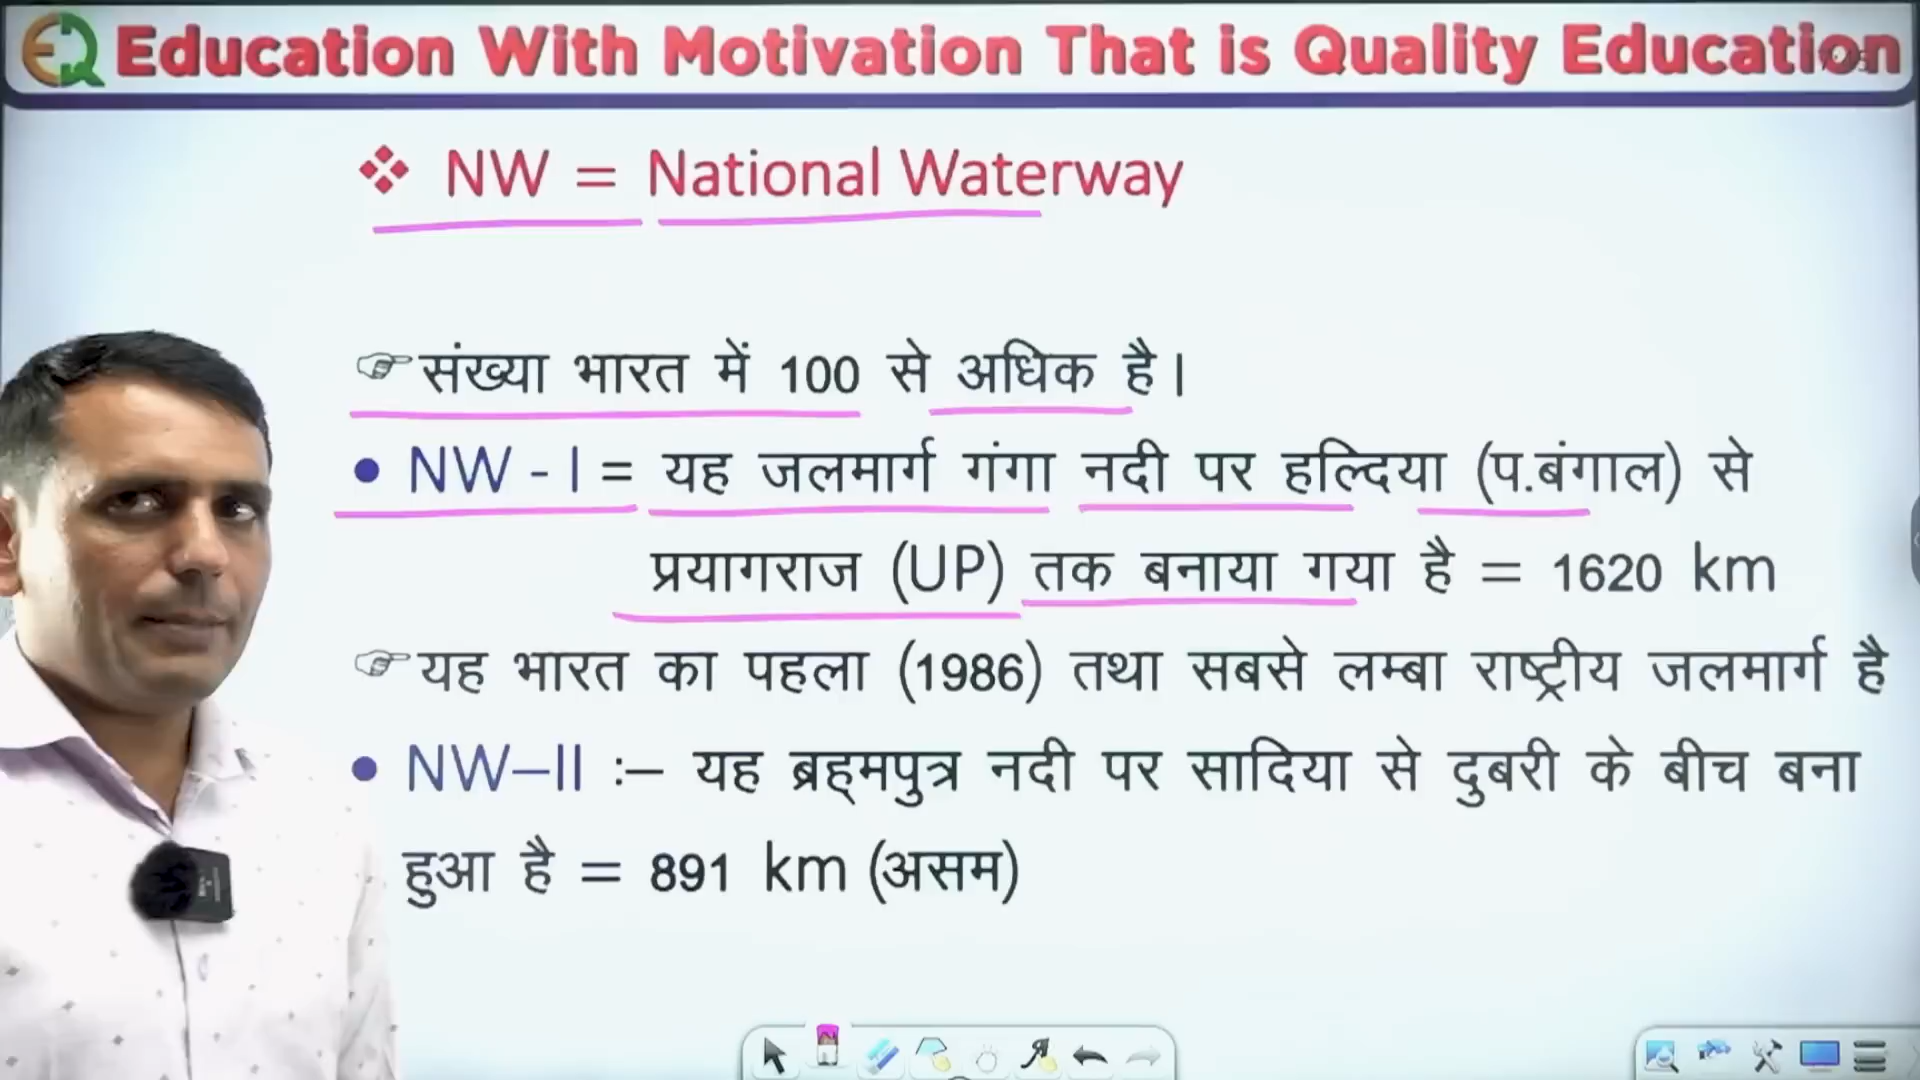 Education With Motivation That is Quality Education
❖ NW = National Waterway
☞संख्या भारत में 100 से अधिक है।
• NW - I = यह जलमार्ग गंगा नदी पर हल्दिया (प.बंगाल) से
प्रयागराज (UP) तक बनाया गया है = 1620 km
☞यह भारत का पहला (1986) तथा सबसे लम्बा राष्ट्रीय जलमार्ग है
• NW–II :– यह ब्रह्मपुत्र नदी पर सादिया से दुबरी के बीच बना
हुआ है = 891 km (असम)